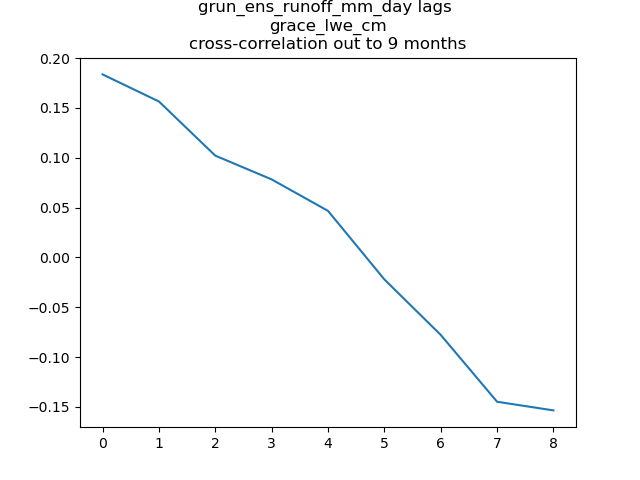 grun_ens_runoff_mm_day lags
grace_lwe_cm
cross-correlation out to 9 months
0.20
0.15
0.10
0.05
0.00
−0.05
−0.10
−0.15
0 1 2 3 4 5 6 7 8